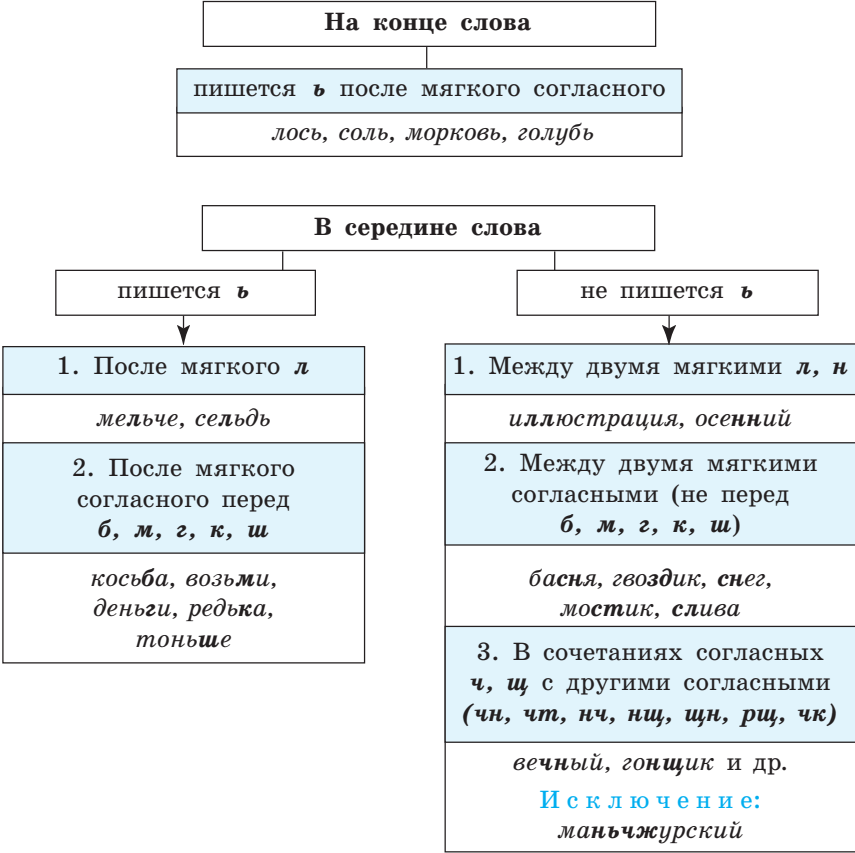 На конце слова
пишется ь после мягкого согласного
лось, соль, морковь, голубь
В середине слова
пишется ь
1. После мягкого л
мельче, сельдь
2. После мягкого
согласного перед
б, м, г, к, ш
косьба, возьми,
деньги, редька,
тоньше
не пишется ь
1. Между двумя мягкими л, н
иллюстрация, осенний
2. Между двумя мягкими
согласными (не перед
б, м, г, к, ш)
басня, гвоздик, снег,
мостик, слива
3. В сочетаниях согласных
ч, щ с другими согласными
(чн, чт, нч, нщ, щн, рщ, чк)
вечный, гонщик и др.
Исключение:
маньчжурский